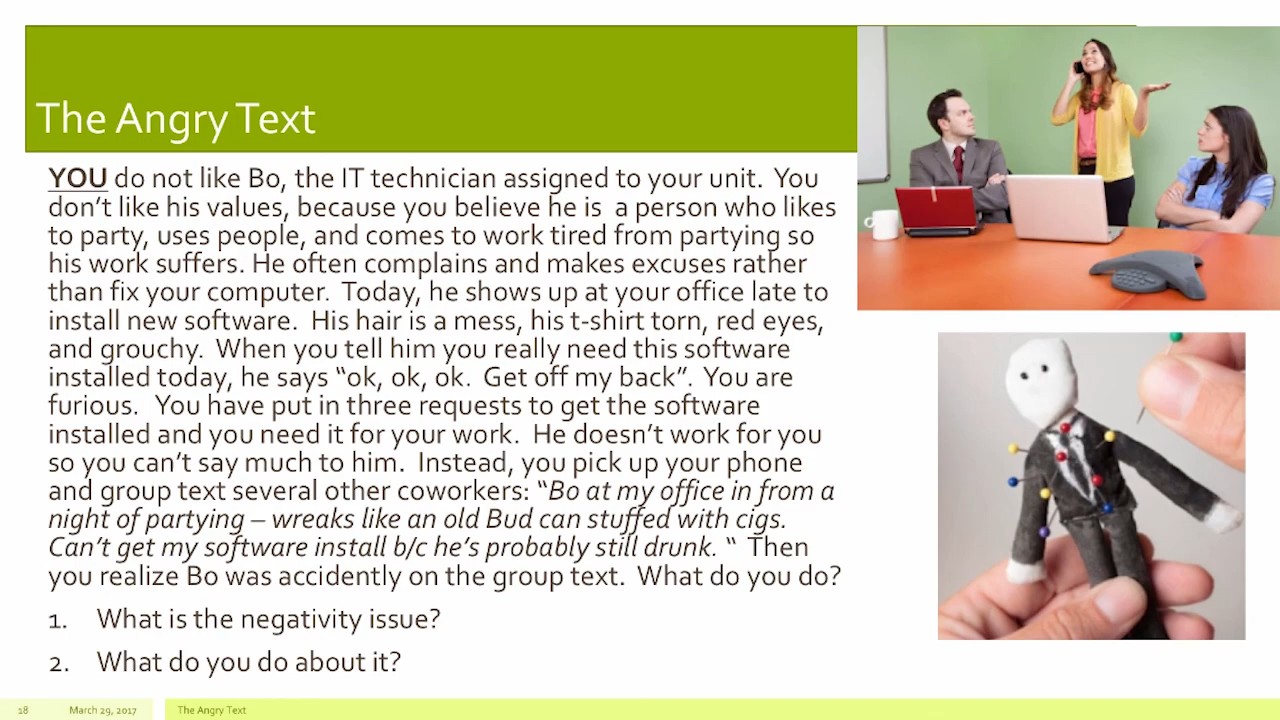 The Angry Text
YOU do not like Bo, the IT technician assigned to your unit.  You
don’t like his values, because you believe he is  a person who likes
to party, uses people, and comes to work tired from partying so
his work suffers. He often complains and makes excuses rather
than fix your computer.  Today, he shows up at your office late to
install new software.  His hair is a mess, his t-shirt torn, red eyes,
and grouchy.  When you tell him you really need this software
installed today, he says “ok, ok, ok.  Get off my back”.  You are
furious.   You have put in three requests to get the software
installed and you need it for your work.  He doesn’t work for you
so you can’t say much to him.  Instead, you pick up your phone
and group text several other coworkers: “Bo at my office in from a
night of partying – wreaks like an old Bud can stuffed with cigs.
Can’t get my software install b/c he’s probably still drunk. “  Then
you realize Bo was accidently on the group text.  What do you do?
1. What is the negativity issue?
2. What do you do about it?
18 March 29, 2017 The Angry Text